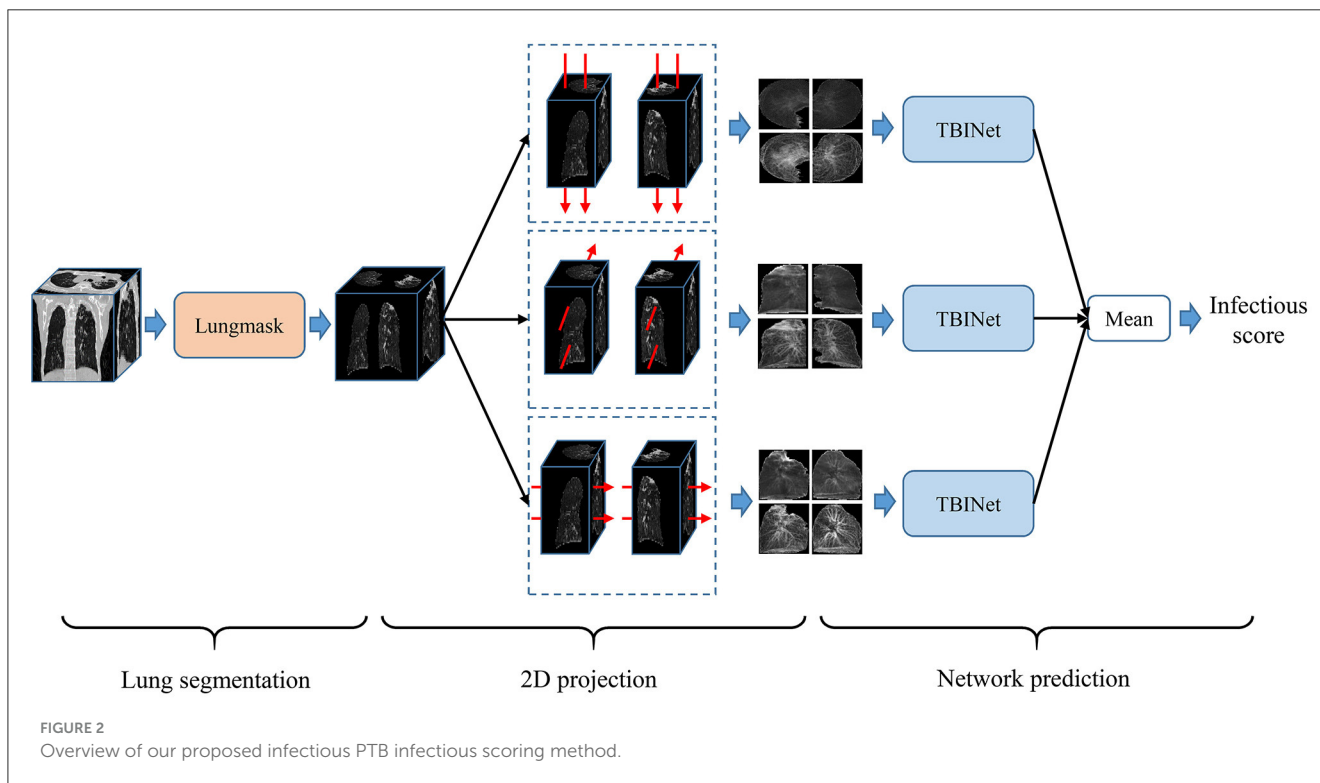 TBINet
Lungmask
TBINet
Mean
Infectious
score
TBINet
Lung segmentation
2D projection
Network prediction
FIGURE 2
Overview of our proposed infectious PTB infectious scoring method.